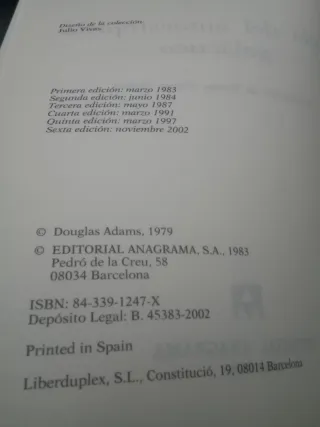 Diseño de la colección:
Julio Vivas
Primera edición: marzo 1983
Segunda edición: junio 1984
Tercera edición: mayo 1987
Cuarta edición: marzo 1991
Quinta edición: marzo 1997
Sexta edición: noviembre 2002
© Douglas Adams, 1979
© EDITORIAL ANAGRAMA, S.A., 1983
Pedró de la Creu, 58
08034 Barcelona
ISBN: 84-339-1247-X
Depósito Legal: B. 45383-2002
Printed in Spain
Liberduplex, S.L., Constitució, 19, 08014 Barcelona